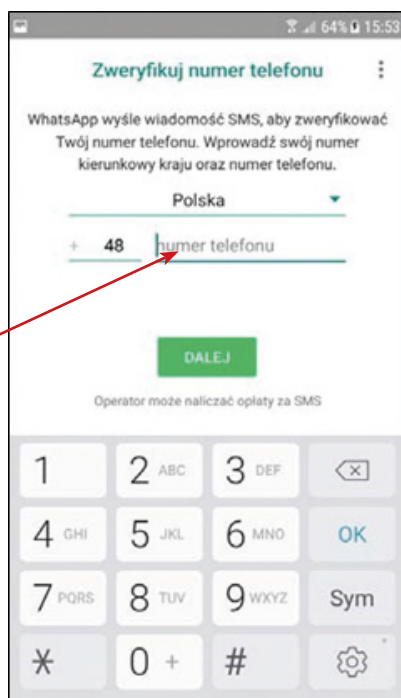 64% 15:53
Zweryfikuj numer telefonu
WhatsApp wyśle wiadomość SMS, aby zweryfikować
Twój numer telefonu. Wprowadź swój numer
kierunkowy kraju oraz numer telefonu.
Polska
+ 48 numer telefonu
DALEJ
Operator może naliczać opłaty za SMS
1 2 ABC 3 DEF
4 GHI 5 JKL 6 MNO OK
7 PQRS 8 TUV 9 WXYZ Sym
* 0 + #